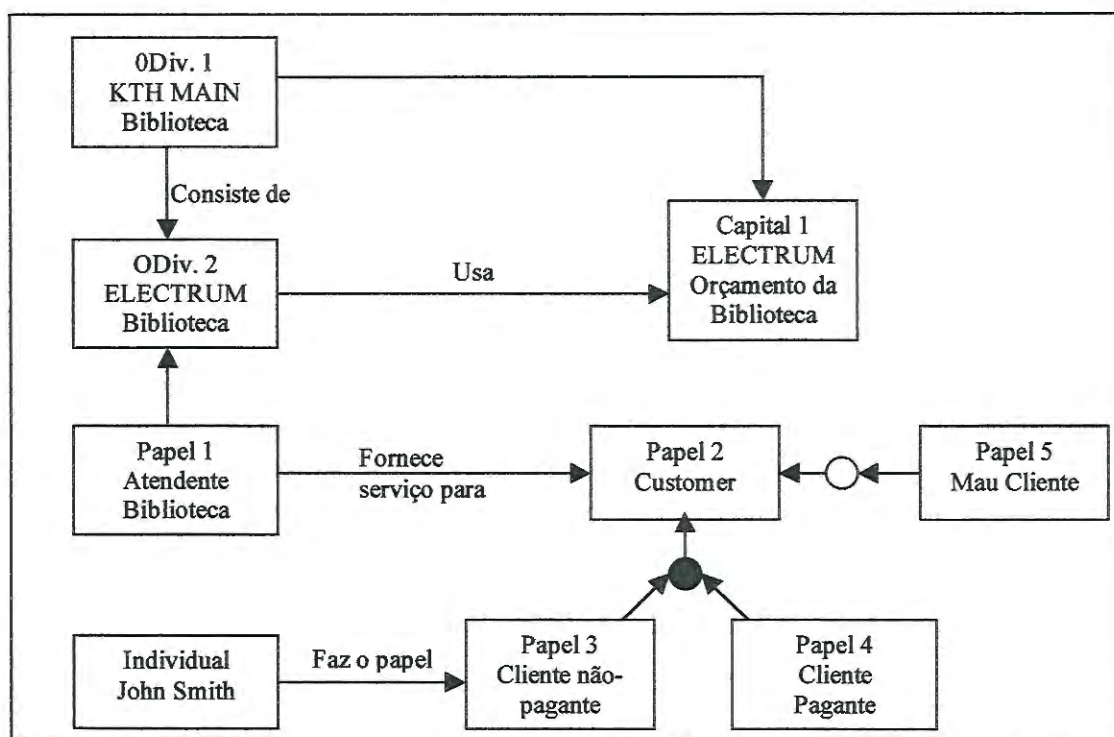 0Div. 1
KTH MAIN
Biblioteca
Consiste de
ODiv. 2
ELECTRUM
Biblioteca
Usa
Capital 1
ELECTRUM
Orçamento da
Biblioteca
Papel 1
Atendente
Biblioteca
Fornece
serviço para
Papel 2
Customer
Papel 5
Mau Cliente
Individual
John Smith
Faz o papel
Papel 3
Cliente não-
pagante
Papel 4
Cliente
Pagante